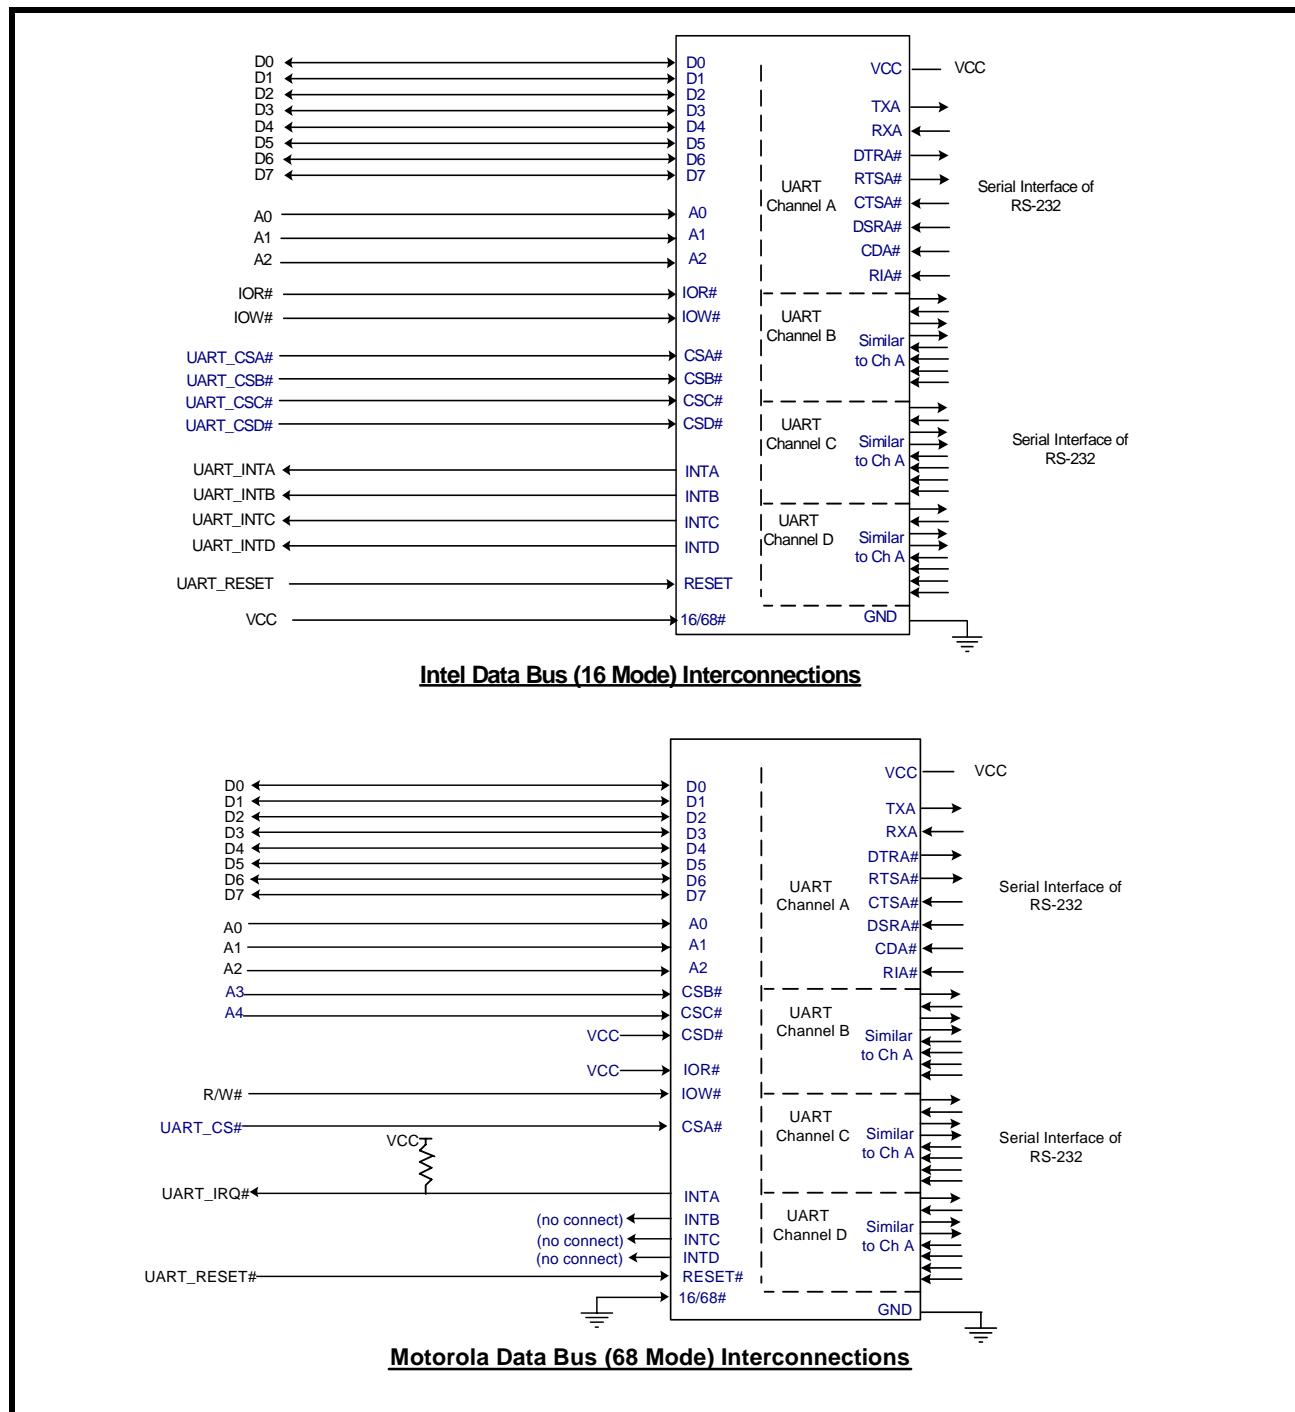 D0 D0
D1 D1
D2 D2
D3 D3
D4 D4
D5 D5
D6 D6
D7 D7
A0 A0
A1 A1
A2 A2
IOR# IOR#
IOW# IOW#
UART_CSA# CSA#
UART_CSB# CSB#
UART_CSC# CSC#
UART_CSD# CSD#
UART_INTA INTA
UART_INTB INTB
UART_INTC INTC
UART_INTD INTD
UART_RESET RESET
VCC 16/68#
UART
Channel A
UART
Channel B
UART
Channel C
UART
Channel D
VCC VCC
TXA
RXA
DTRA#
RTSA#
CTSA#
DSRA#
CDA#
RIA#
Similar
to Ch A
Similar
to Ch A
Similar
to Ch A
GND
Serial Interface of
RS-232
Serial Interface of
RS-232
Intel Data Bus (16 Mode) Interconnections
D0 D0
D1 D1
D2 D2
D3 D3
D4 D4
D5 D5
D6 D6
D7 D7
A0 A0
A1 A1
A2 A2
A3 CSB#
A4 CSC#
VCC CSD#
VCC IOR#
R/W# IOW#
UART_CS# CSA#
VCC
UART_IRQ# INTA
(no connect) INTB
(no connect) INTC
(no connect) INTD
UART_RESET# RESET#
16/68#
UART
Channel A
UART
Channel B
UART
Channel C
UART
Channel D
VCC VCC
TXA
RXA
DTRA#
RTSA#
CTSA#
DSRA#
CDA#
RIA#
Similar
to Ch A
Similar
to Ch A
Similar
to Ch A
GND
Serial Interface of
RS-232
Serial Interface of
RS-232
Motorola Data Bus (68 Mode) Interconnections